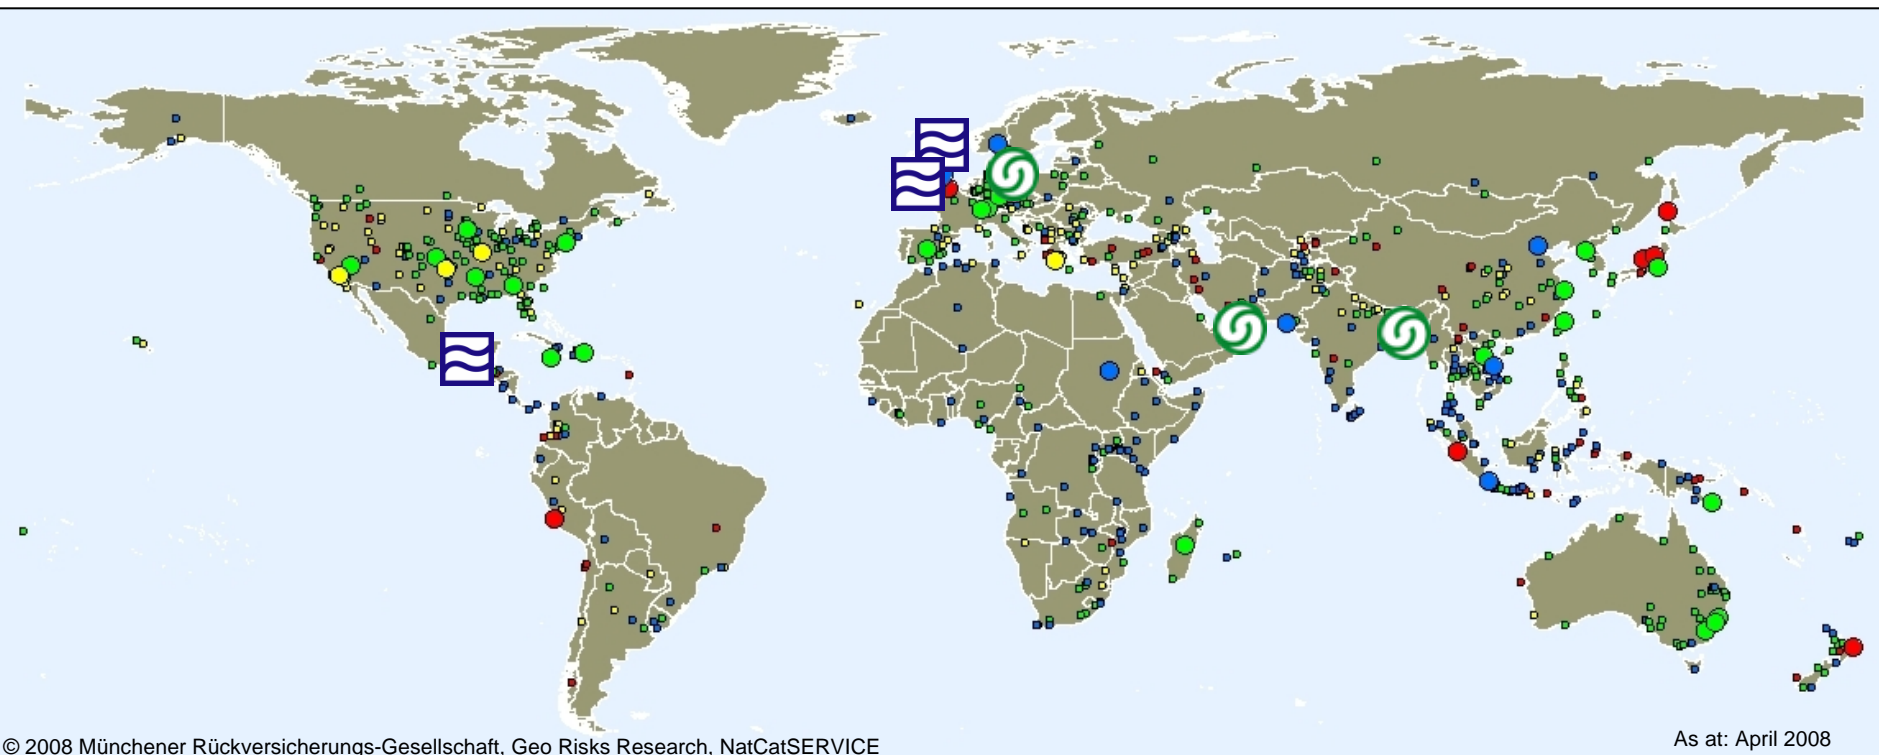 © 2008 Münchener Rückversicherungs-Gesellschaft, Geo Risks Research, NatCatSERVICE
As at: April 2008